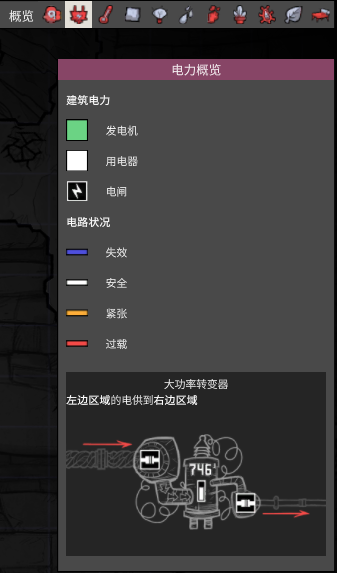 概览
电力概览
建筑电力
发电机
用电器
电闸
电路状况
失效
安全
紧张
过载
大功率转变器
左边区域的电供到右边区域
746